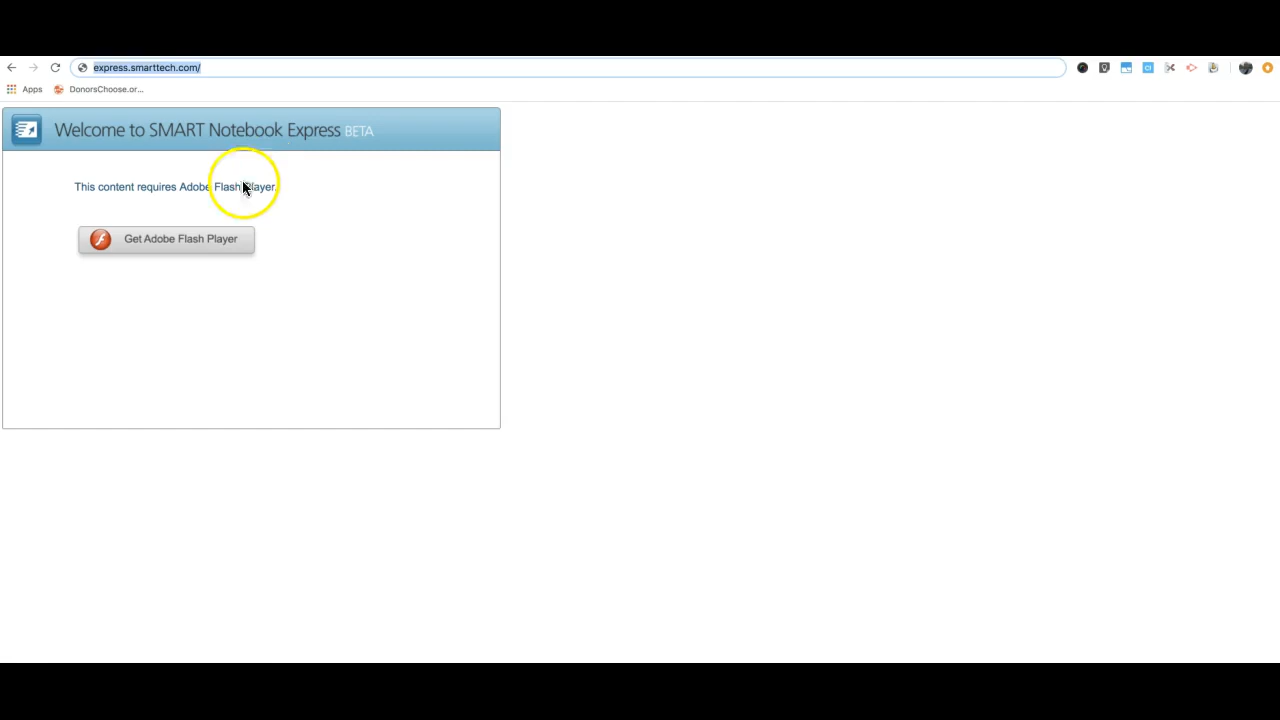 express.smarttech.com/
Apps
DonorsChoose.or...
Welcome to SMART Notebook Express BETA
This content requires Adobe Flash Player.
Get Adobe Flash Player